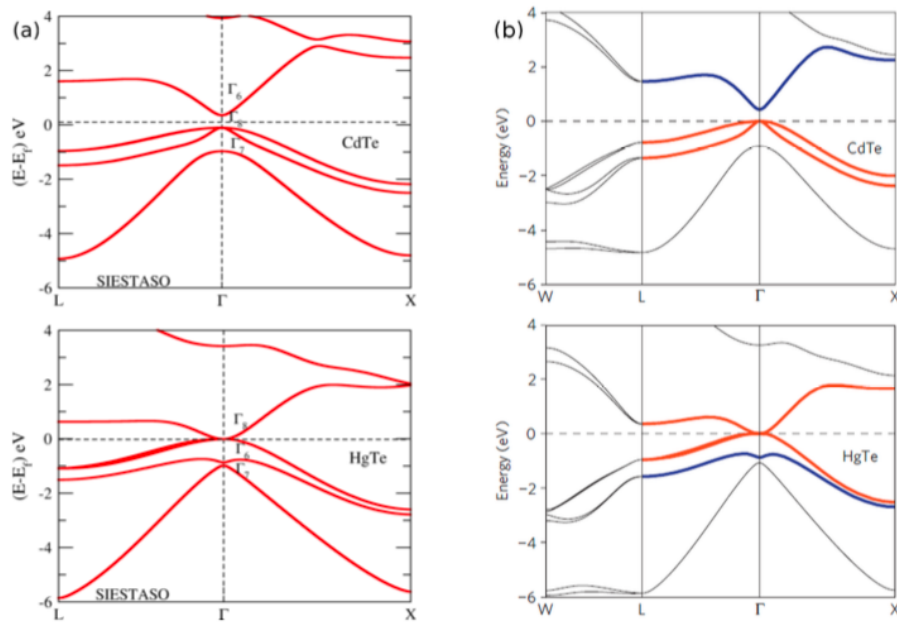 (a)
(b)
4
2
0
-2
-4
-6
(E-E_f) eV
Γ₆
Γ₈
Γ₇
CdTe
SIESTASO
L
Γ
X
4
2
0
−2
−4
−6
Energy (eV)
CdTe
W
L
Γ
X
4
2
0
-2
-4
-6
(E-E_f) eV
Γ₈
Γ₆
Γ₇
HgTe
SIESTASO
L
Γ
X
4
2
0
−2
−4
−6
Energy (eV)
HgTe
W
L
Γ
X